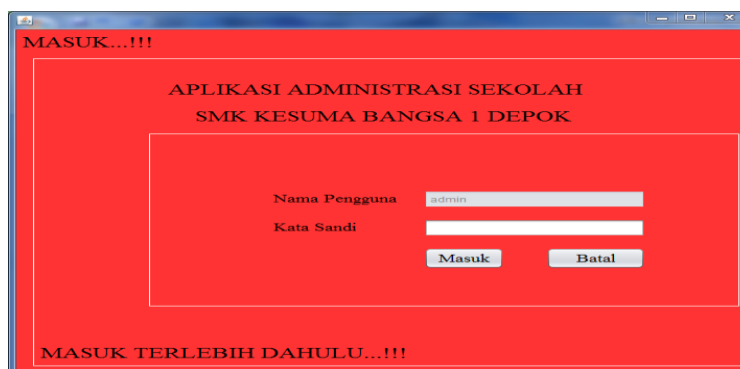 MASUK...!!!
APLIKASI ADMINISTRASI SEKOLAH
SMK KESUMA BANGSA 1 DEPOK
Nama Pengguna admin
Kata Sandi
Masuk Batal
MASUK TERLEBIH DAHULU...!!!